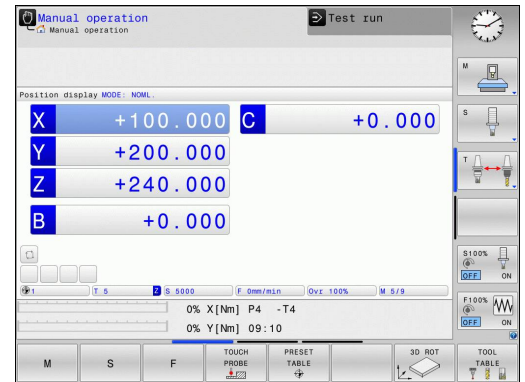 Manual operation
Manual operation
Test run
Position display MODE: NOML.
X +100.000
C +0.000
Y +200.000
Z +240.000
B +0.000
1 T 5 Z S 5000 F 0mm/min Ovr 100% M 5/9
0% X[Nm] P4 -T4
0% Y[Nm] 09:10
M
S
T
S100%
OFF ON
F100%
OFF ON
M
S
F
TOUCH PROBE
PRESET TABLE
3D ROT
TOOL TABLE